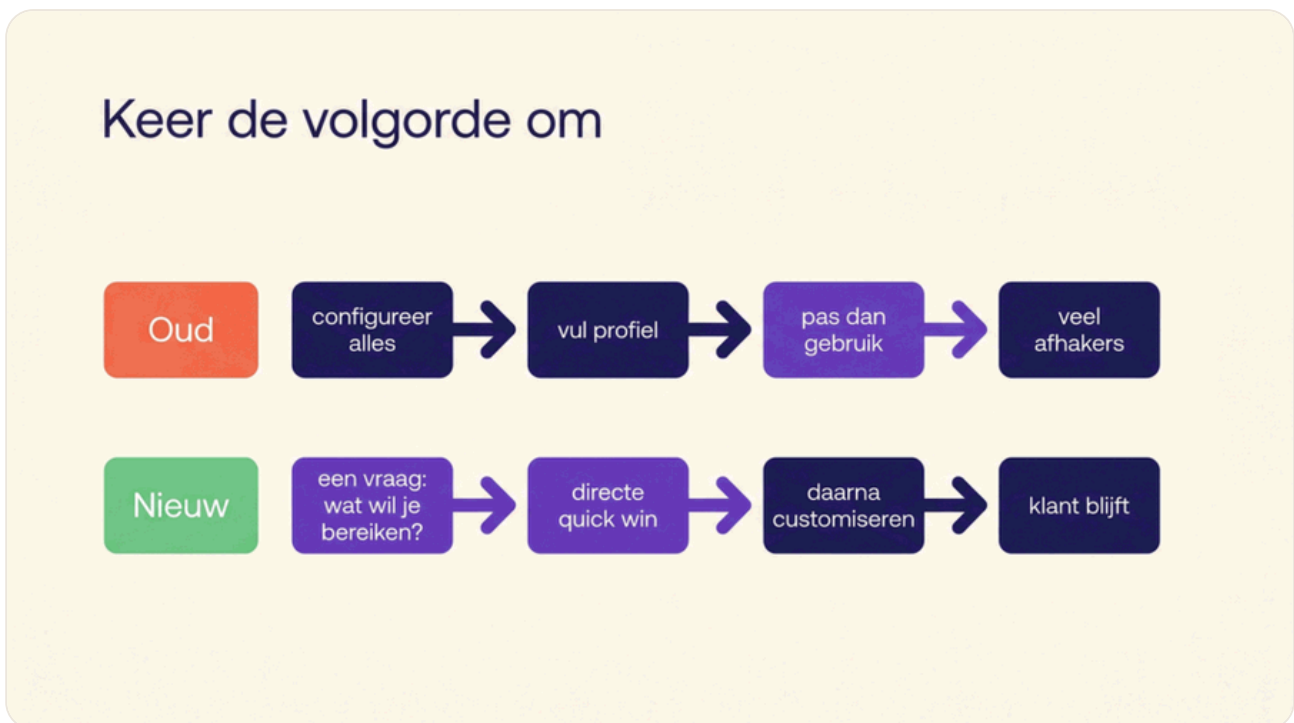 Keer de volgorde om
Oud
configureer
alles
vul profiel
pas dan
gebruik
veel
afhakers
Nieuw
een vraag:
wat wil je
bereiken?
directe
quick win
daarna
customiseren
klant blijft